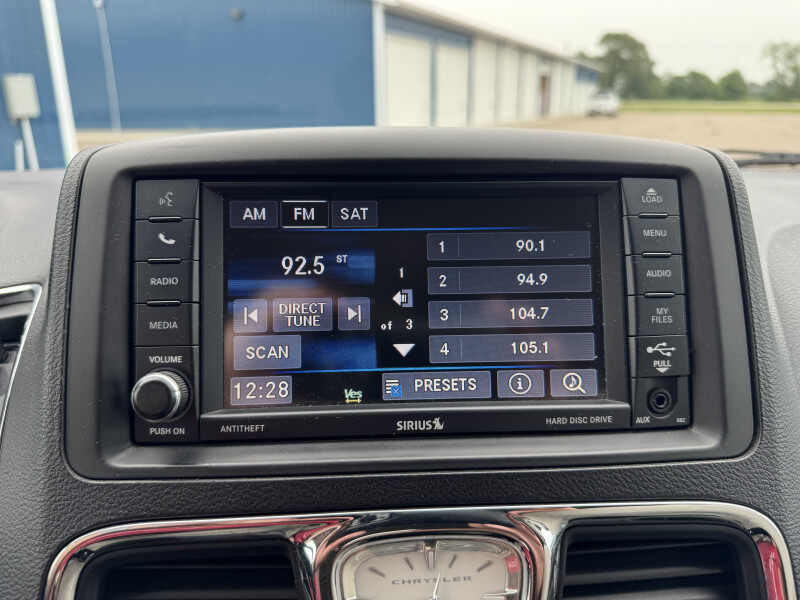 AM FM SAT
92.5 ST
DIRECT
TUNE
SCAN
12:28
1
of 3
1 90.1
2 94.9
3 104.7
4 105.1
Yes
PRESETS
RADIO
MEDIA
VOLUME
PUSH ON
LOAD
MENU
AUDIO
MY
FILES
PULL
AUX
ANTITHEFT
SIRIUS
HARD DISC DRIVE
CHRYSLER